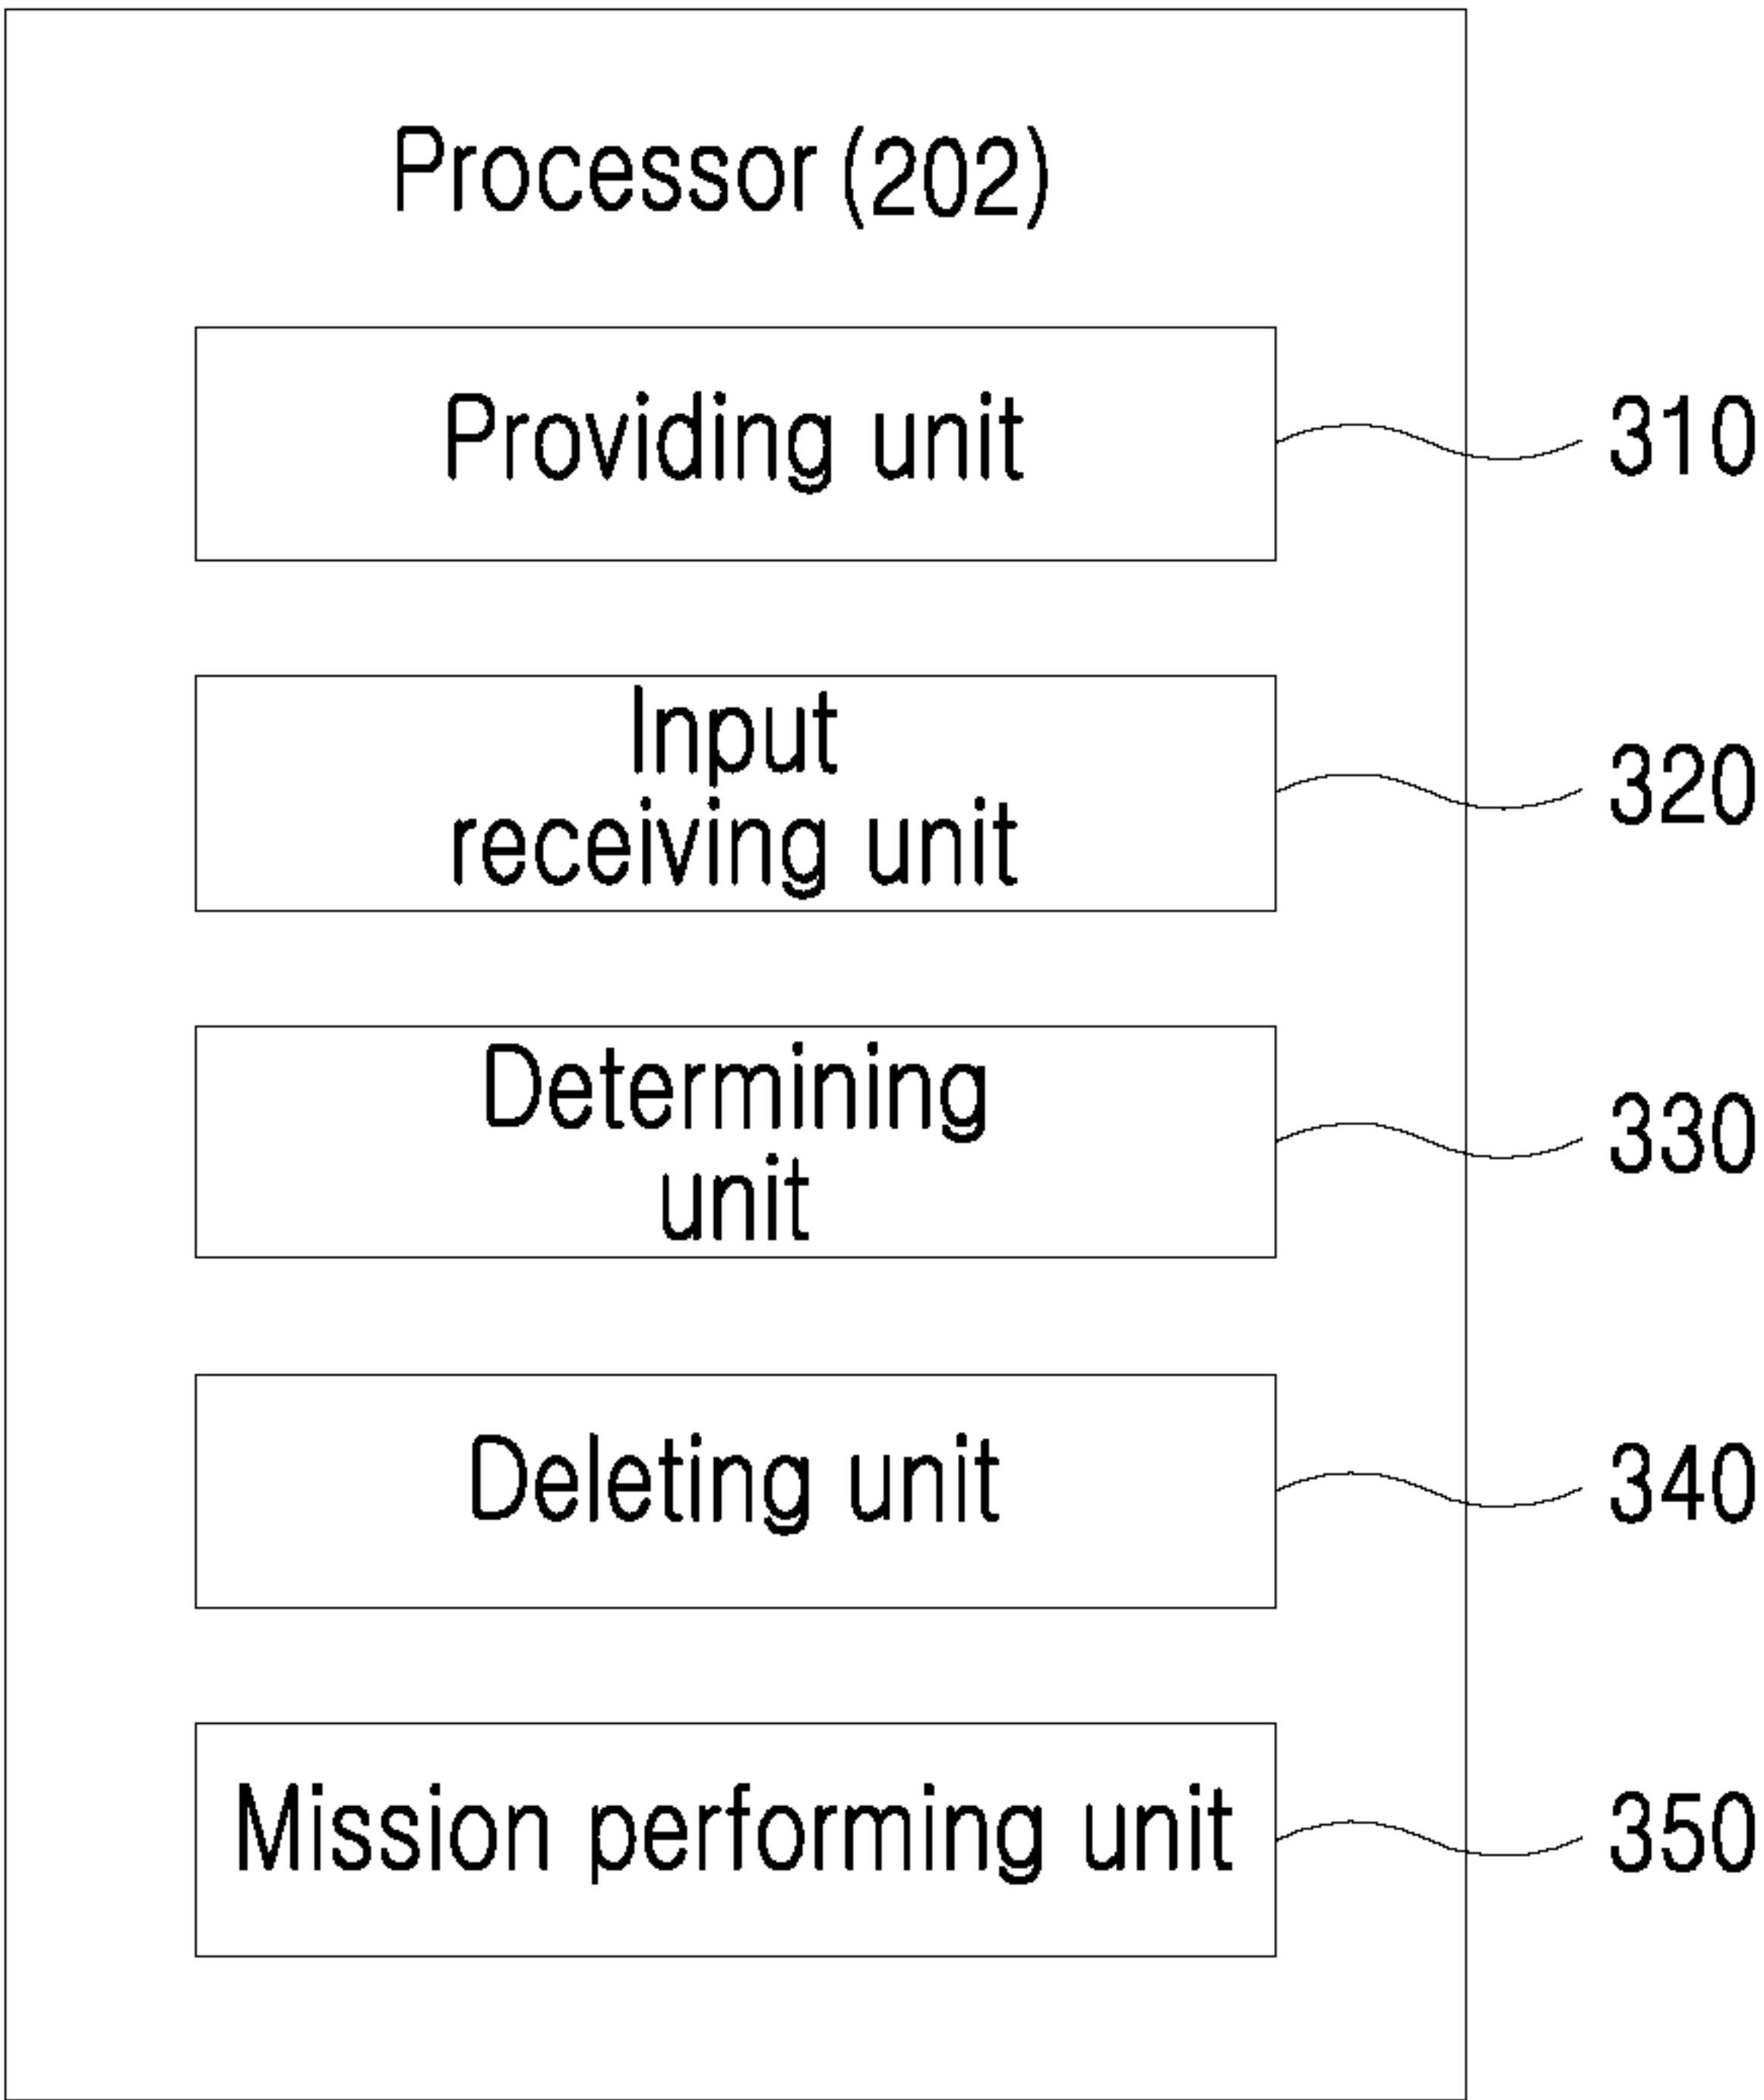 Processor (202)
Providing unit
310
Input
receiving unit
320
Determining
unit
330
Deleting unit
340
Mission performing unit
350